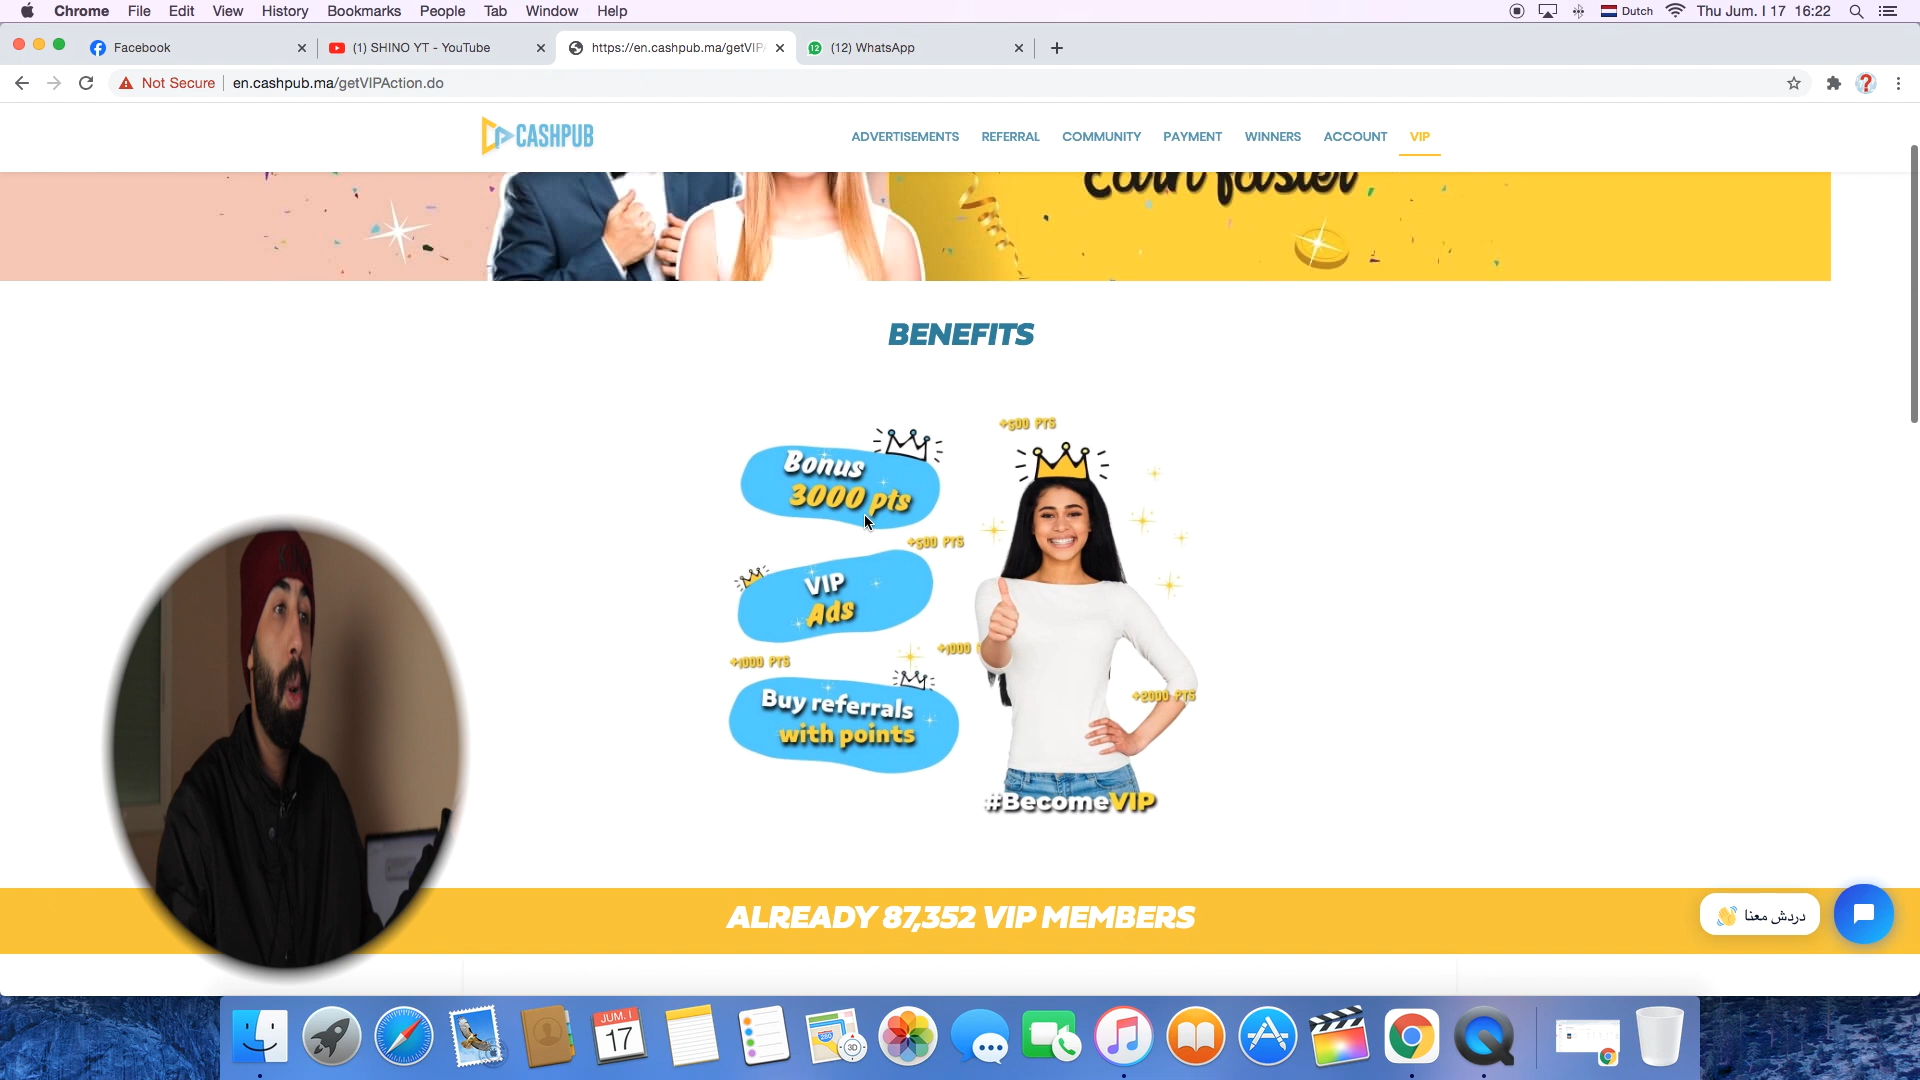 Chrome File Edit View History Bookmarks People Tab Window Help
Dutch Thu Jum. I 17 16:22
Facebook
(1) SHINO YT - YouTube
https://en.cashpub.ma/getVIP
(12) WhatsApp
Not Secure en.cashpub.ma/getVIPAction.do
CASHPUB
ADVERTISEMENTS REFERRAL COMMUNITY PAYMENT WINNERS ACCOUNT VIP
earn faster
BENEFITS
+500 PTS
Bonus
3000 pts
+500 PTS
VIP
Ads
+1000
+1000 PTS
Buy referrals
with points
+2000 PTS
#BecomeVIP
ALREADY 87,352 VIP MEMBERS
دردش معنا
JUM. I
17
3D